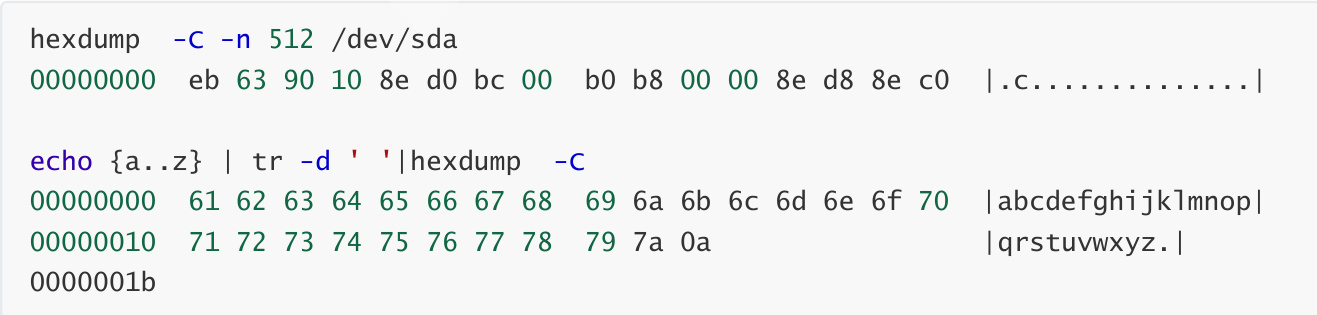 hexdump  -C -n 512 /dev/sda
00000000  eb 63 90 10 8e d0 bc 00  b0 b8 00 00 8e d8 8e c0  |.c..............|
echo {a..z} | tr -d ' '|hexdump  -C
00000000  61 62 63 64 65 66 67 68  69 6a 6b 6c 6d 6e 6f 70  |abcdefghijklmnop|
00000010  71 72 73 74 75 76 77 78  79 7a 0a                 |qrstuvwxyz.|
0000001b